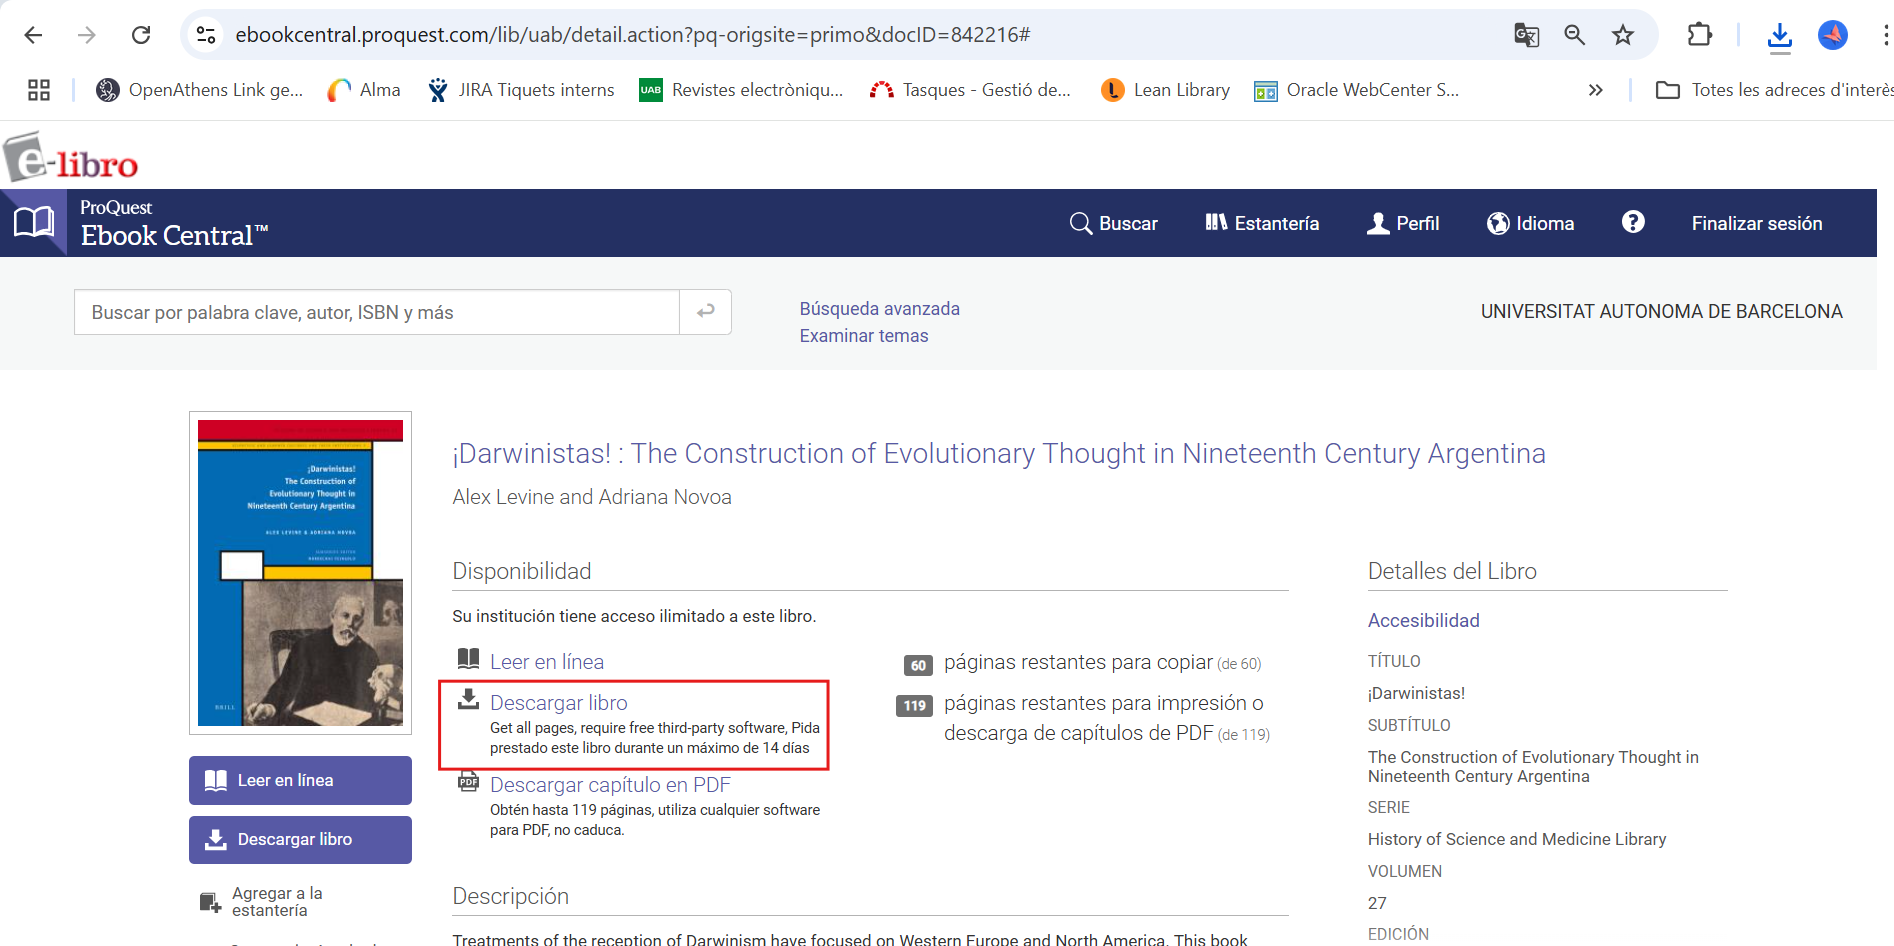 ebookcentral.proquest.com/lib/uab/detail.action?pq-origsite=primo&docID=842216#
OpenAthens Link ge...
Alma
JIRA Tiquets interns
UAB
Revistes electròniqu...
Tasques - Gestió de...
Lean Library
Oracle WebCenter S...
Totes les adreces d'interès
e-libro
ProQuest
Ebook Central™
Buscar
Estantería
Perfil
Idioma
?
Finalizar sesión
Buscar por palabra clave, autor, ISBN y más
Búsqueda avanzada
Examinar temas
UNIVERSITAT AUTONOMA DE BARCELONA
¡Darwinistas!
The Construction of
Evolutionary Thought in
Nineteenth Century Argentina
ALEX LEVINE & ADRIANA NOVOA
BRILL
¡Darwinistas! : The Construction of Evolutionary Thought in Nineteenth Century Argentina
Alex Levine and Adriana Novoa
Disponibilidad
Su institución tiene acceso ilimitado a este libro.
Leer en línea
Descargar libro
Get all pages, require free third-party software, Pida
prestado este libro durante un máximo de 14 días
PDF
Descargar capítulo en PDF
Obtén hasta 119 páginas, utiliza cualquier software
para PDF, no caduca.
60 páginas restantes para copiar (de 60)
119 páginas restantes para impresión o
descarga de capítulos de PDF (de 119)
Leer en línea
Descargar libro
Agregar a la
estantería
Descripción
Treatments of the reception of Darwinism have focused on Western Europe and North America. This book
Detalles del Libro
Accesibilidad
TÍTULO
¡Darwinistas!
SUBTÍTULO
The Construction of Evolutionary Thought in
Nineteenth Century Argentina
SERIE
History of Science and Medicine Library
VOLUMEN
27
EDICIÓN